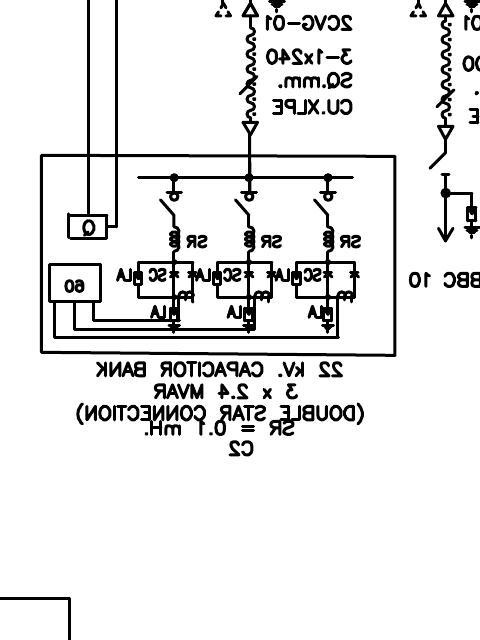 2CVG-01
3-1x240
SQ.mm.
CU.XLPE
Q
SR SR SR
60
LA SC LA SC LA SC
LA LA LA
BBC 10
22 kV. CAPACITOR BANK
3 x 2.4 MVAR
(DOUBLE STAR CONNECTION)
SR = 0.1 mH.
C2